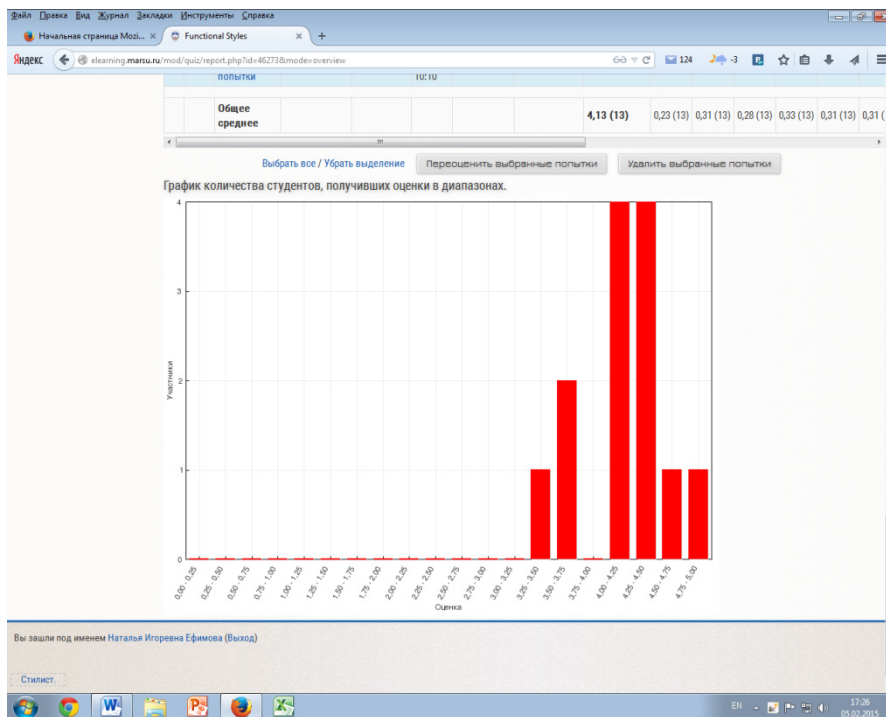 Файл Правка Вид Журнал Закладки Инструменты Справка
Начальная страница Mozi... × Functional Styles × +
Яндекс elearning.marsu.ru/mod/quiz/report.php?id=46273&mode=overview 124 -3
попытки 10:10
Общее
среднее 4,13 (13) 0,23 (13) 0,31 (13) 0,28 (13) 0,33 (13) 0,31 (13) 0,31 (
Выбрать все / Убрать выделение Переоценить выбранные попытки Удалить выбранные попытки
График количества студентов, получивших оценки в диапазонах.
4
3
2
1
0
Участники
0.00 - 0.25 0.25 - 0.50 0.50 - 0.75 0.75 - 1.00 1.00 - 1.25 1.25 - 1.50 1.50 - 1.75 1.75 - 2.00 2.00 - 2.25 2.25 - 2.50 2.50 - 2.75 2.75 - 3.00 3.00 - 3.25 3.25 - 3.50 3.50 - 3.75 3.75 - 4.00 4.00 - 4.25 4.25 - 4.50 4.50 - 4.75 4.75 - 5.00
Оценка
Вы зашли под именем Наталья Игоревна Ефимова (Выход)
Стилист.
EN 17:26
05.02.2015